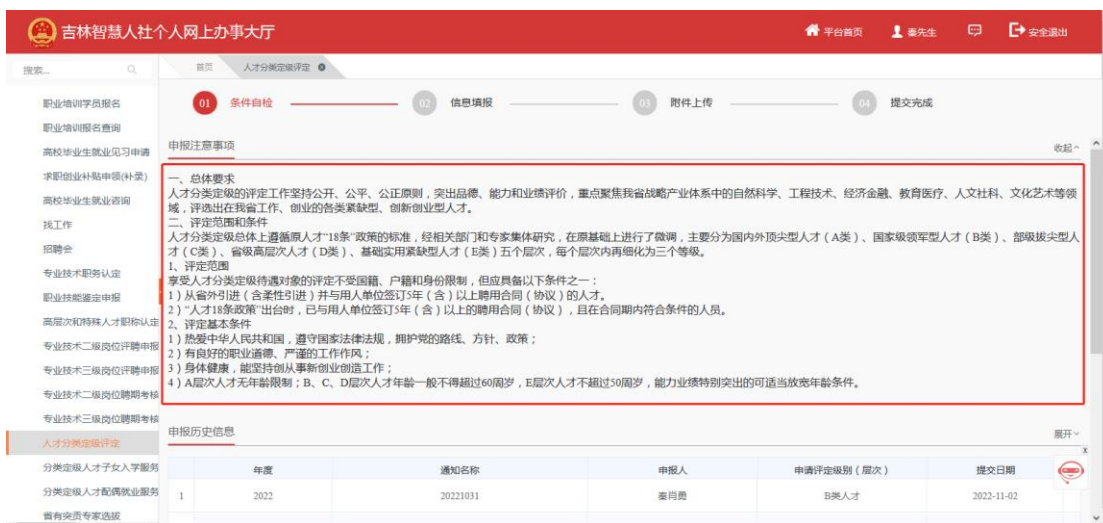 吉林智慧人社个人网上办事大厅
平台首页
秦先生
安全退出
搜索...
首页
人才分类定级评定
职业培训学员报名
职业培训报名查询
高校毕业生就业见习申请
求职创业补贴申领(补录)
高校毕业生就业咨询
找工作
招聘会
专业技术职务认定
职业技能鉴定申报
高层次和特殊人才职称认定
专业技术二级岗位评聘申报
专业技术三级岗位评聘申报
专业技术二级岗位聘期考核
专业技术三级岗位聘期考核
人才分类定级评定
分类定级人才子女入学服务
分类定级人才配偶就业服务
省有突贡专家选拔
01 条件自检
02 信息填报
03 附件上传
04 提交完成
申报注意事项
收起
一、总体要求
人才分类定级的评定工作坚持公开、公平、公正原则，突出品德、能力和业绩评价，重点聚焦我省战略产业体系中的自然科学、工程技术、经济金融、教育医疗、人文社科、文化艺术等领
域，评选出在我省工作、创业的各类紧缺型、创新创业型人才。
二、评定范围和条件
人才分类定级总体上遵循原人才“18条”政策的标准，经相关部门和专家集体研究，在原基础上进行了微调，主要分为国内外顶尖型人才（A类）、国家级领军型人才（B类）、部级拔尖型人
才（C类）、省级高层次人才（D类）、基础实用紧缺型人才（E类）五个层次，每个层次内再细化为三个等级。
1、评定范围
享受人才分类定级待遇对象的评定不受国籍、户籍和身份限制，但应具备以下条件之一：
1）从省外引进（含柔性引进）并与用人单位签订5年（含）以上聘用合同（协议）的人才。
2）“人才18条政策”出台时，已与用人单位签订5年（含）以上的聘用合同（协议），且在合同期内符合条件的人员。
2、评定基本条件
1）热爱中华人民共和国，遵守国家法律法规，拥护党的路线、方针、政策；
2）有良好的职业道德、严谨的工作作风；
3）身体健康，能坚持创从事新创业创造工作；
4）A层次人才无年龄限制；B、C、D层次人才年龄一般不得超过60周岁，E层次人才不超过50周岁，能力业绩特别突出的可适当放宽年龄条件。
申报历史信息
展开
x
年度 通知名称 申报人 申请评定级别（层次） 提交日期
1 2022 20221031 秦肖勇 B类人才 2022-11-02